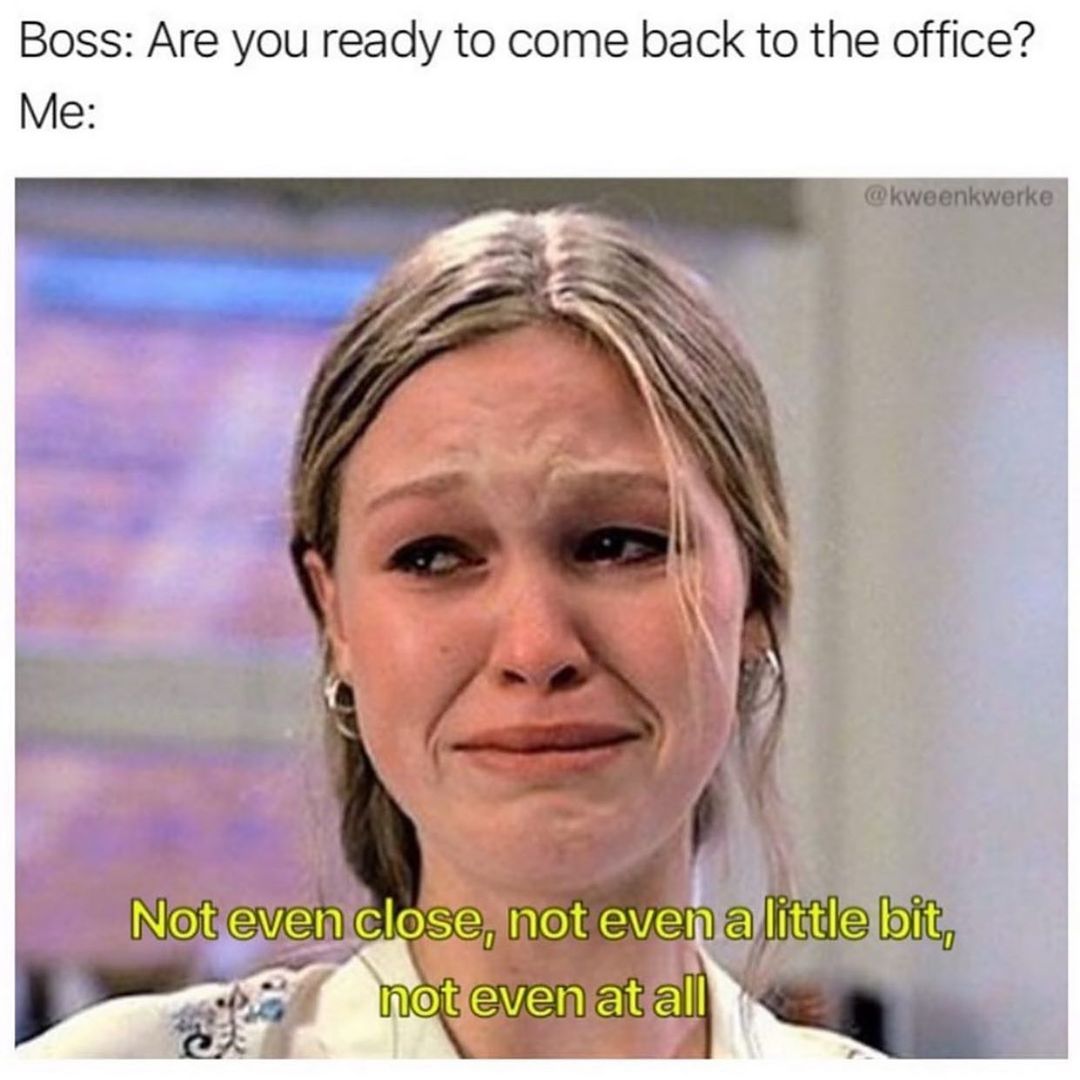 Boss: Are you ready to come back to the office?
Me:
@kweenkwerke
Not even close, not even a little bit,
not even at all